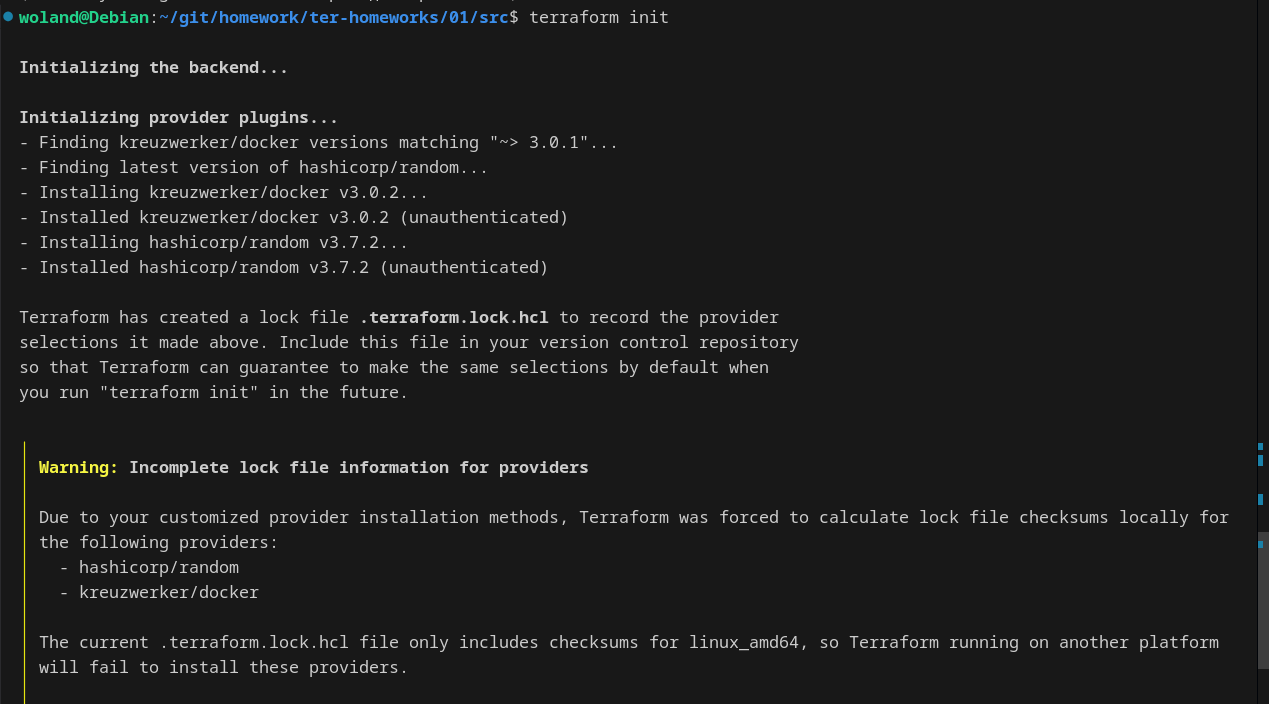 woland@Debian:~/git/homework/ter-homeworks/01/src$ terraform init
Initializing the backend...
Initializing provider plugins...
- Finding kreuzwerker/docker versions matching "~> 3.0.1"...
- Finding latest version of hashicorp/random...
- Installing kreuzwerker/docker v3.0.2...
- Installed kreuzwerker/docker v3.0.2 (unauthenticated)
- Installing hashicorp/random v3.7.2...
- Installed hashicorp/random v3.7.2 (unauthenticated)
Terraform has created a lock file .terraform.lock.hcl to record the provider
selections it made above. Include this file in your version control repository
so that Terraform can guarantee to make the same selections by default when
you run "terraform init" in the future.
Warning: Incomplete lock file information for providers
Due to your customized provider installation methods, Terraform was forced to calculate lock file checksums locally for
the following providers:
- hashicorp/random
- kreuzwerker/docker
The current .terraform.lock.hcl file only includes checksums for linux_amd64, so Terraform running on another platform
will fail to install these providers.